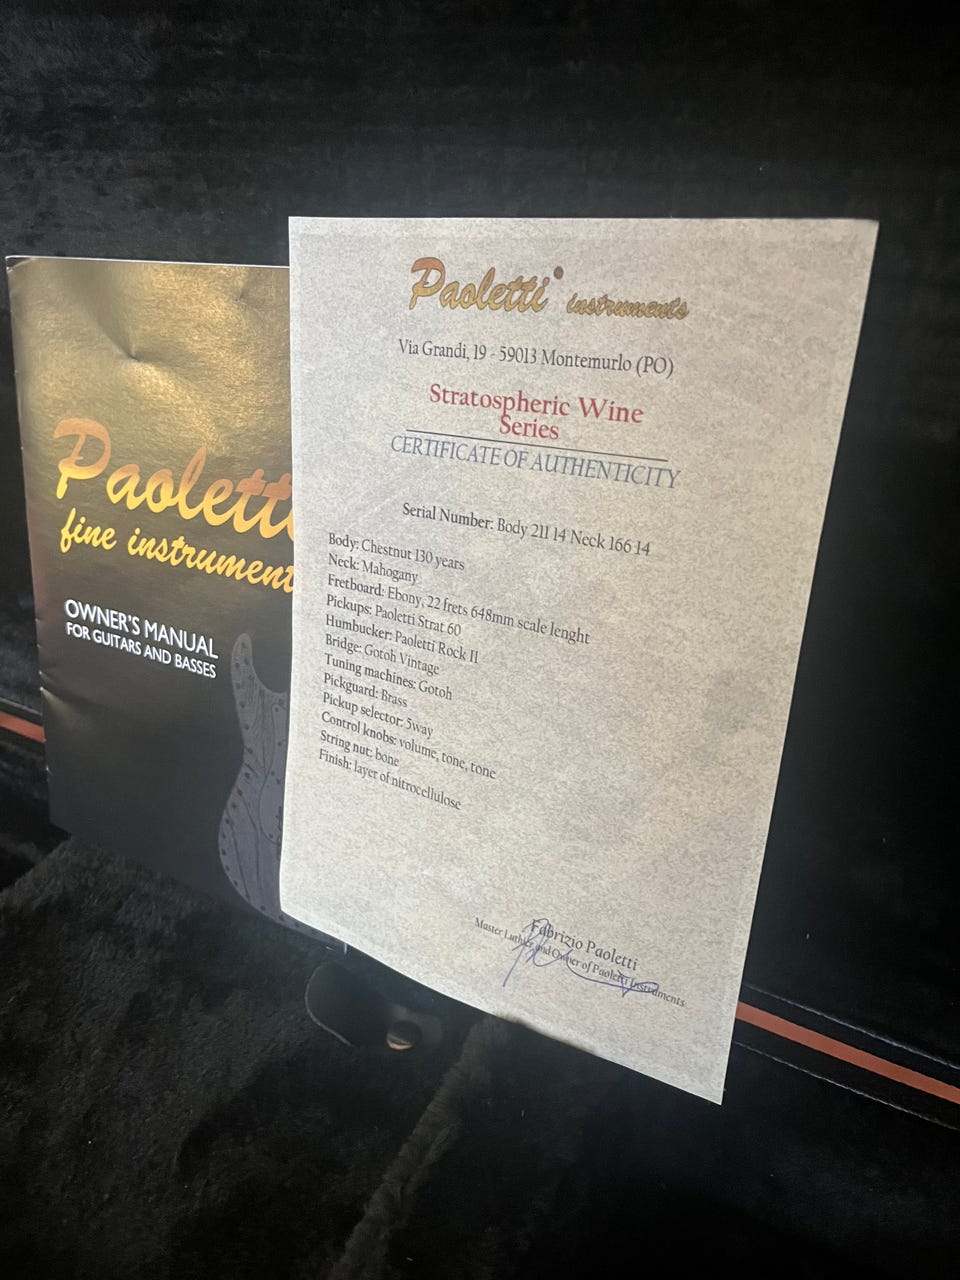 Paoletti instruments
Via Grandi, 19 - 59013 Montemurlo (PO)
Stratospheric Wine
Series
CERTIFICATE OF AUTHENTICITY
Serial Number: Body 211 14 Neck 166 14
Body: Chestnut 130 years
Neck: Mahogany
Fretboard: Ebony, 22 frets 648mm scale lenght
Pickups: Paoletti Strat 60
Humbucker: Paoletti Rock II
Bridge: Gotoh Vintage
Tuning machines: Gotoh
Pickguard: Brass
Pickup selector: 5way
Control knobs: volume, tone, tone
String nut: bone
Finish: layer of nitrocellulose
Fabrizio Paoletti
Master Luthier and Owner of Paoletti Instruments
Paoletti
fine instrument
OWNER'S MANUAL
FOR GUITARS AND BASSES